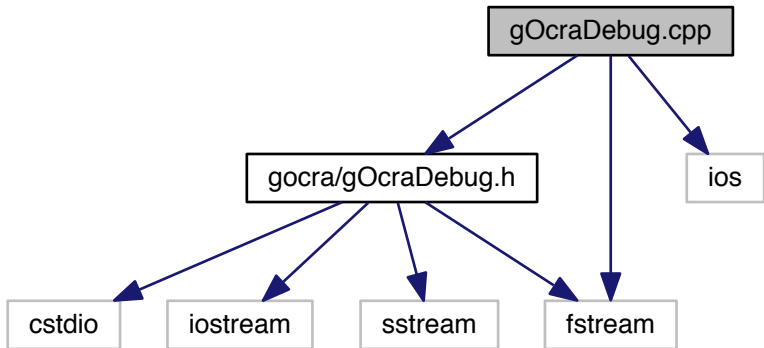 gOcraDebug.cpp
gocra/gOcraDebug.h
ios
cstdio
iostream
sstream
fstream